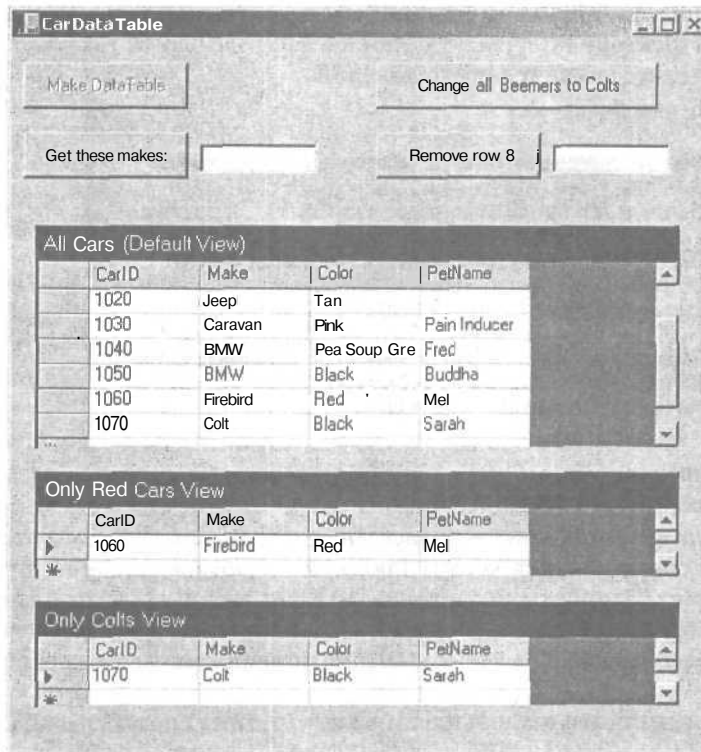 CarDataTable
Make DataTable Change all Beemers to Colts
Get these makes: Remove row 8
All Cars (Default View)
CarID Make Color PetName
1020 Jeep Tan
1030 Caravan Pink Pain Inducer
1040 BMW Pea Soup Gre Fred
1050 BMW Black Buddha
1060 Firebird Red Mel
1070 Colt Black Sarah
Only Red Cars View
CarID Make Color PetName
1060 Firebird Red Mel
Only Colts View
CarID Make Color PetName
1070 Colt Black Sarah